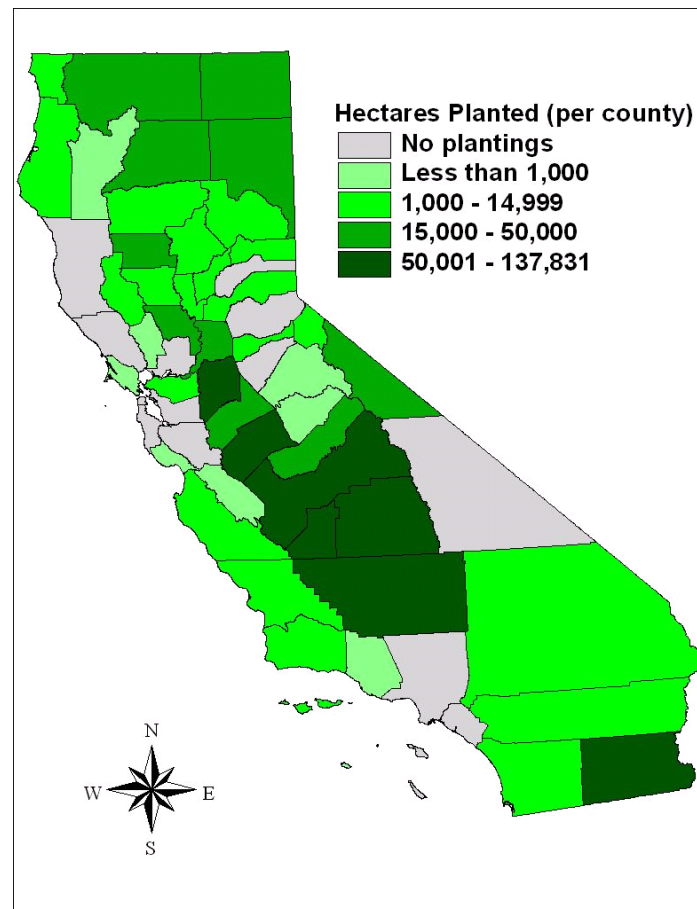 Hectares Planted (per county)
No plantings
Less than 1,000
1,000 - 14,999
15,000 - 50,000
50,001 - 137,831
N
W E
S